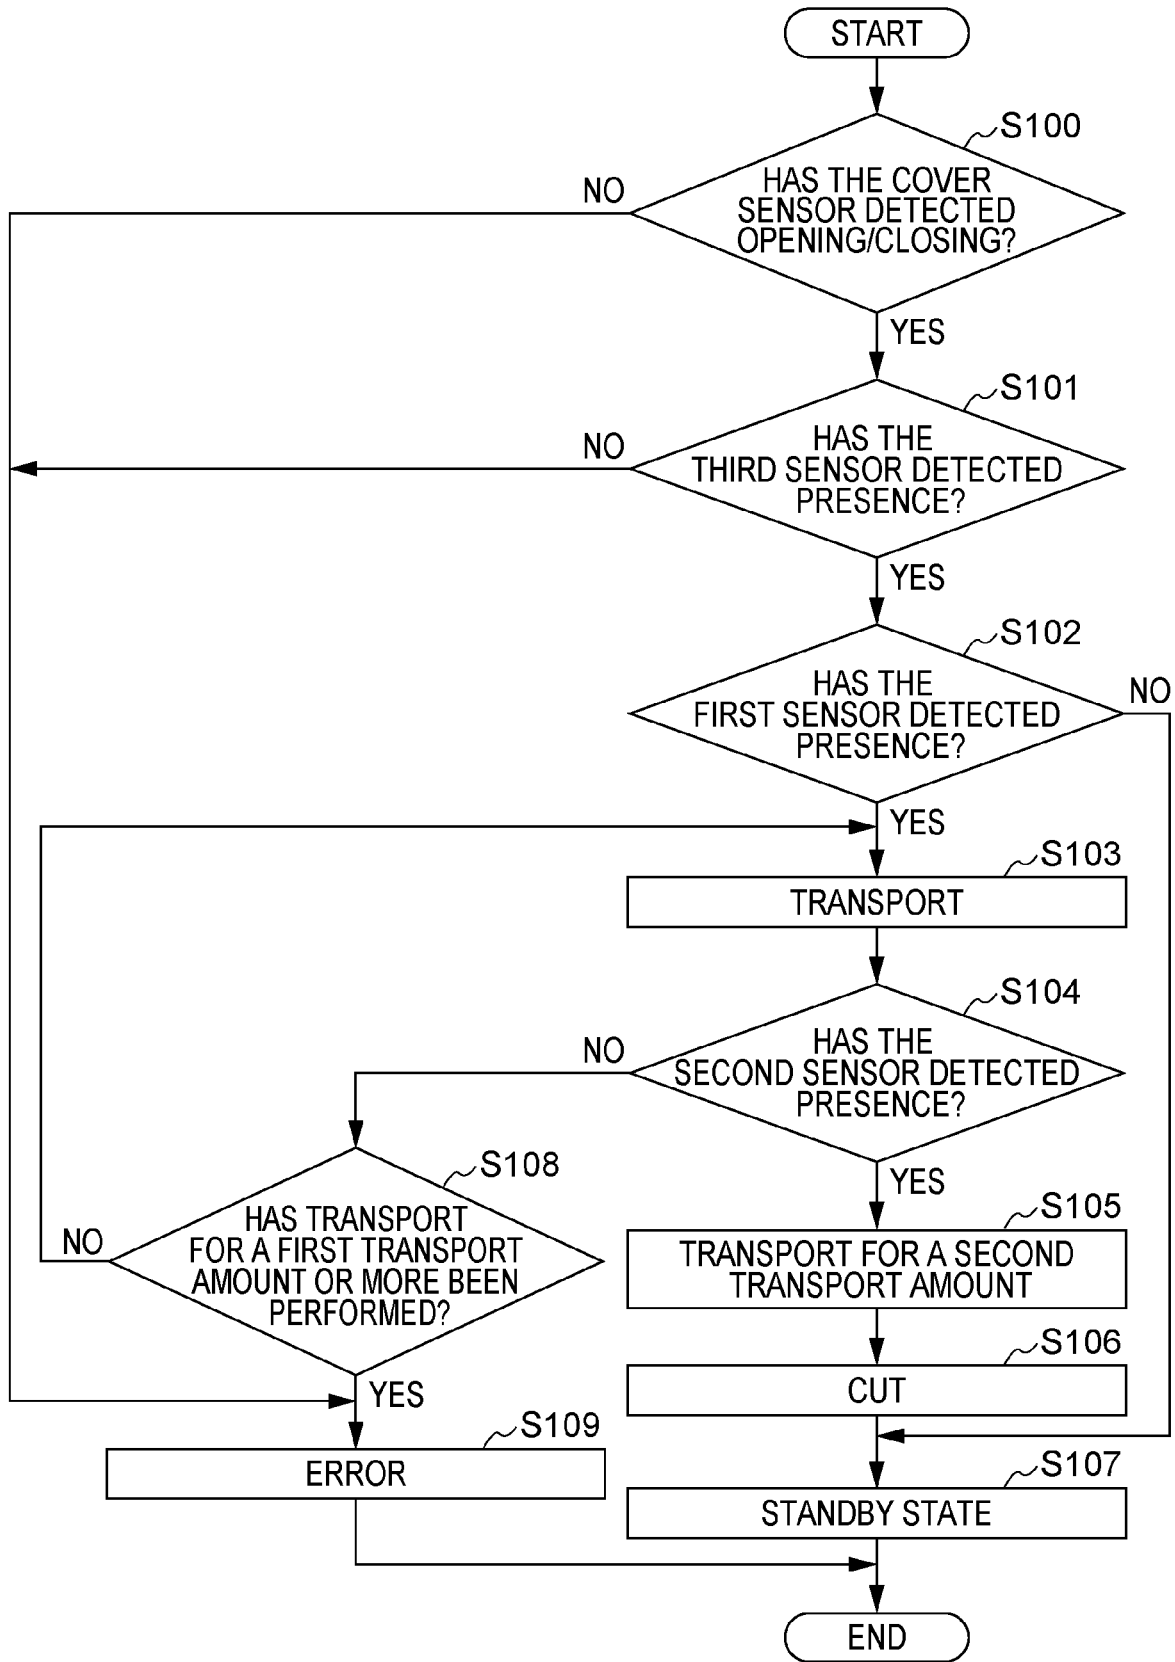 START
S100
HAS THE COVER
SENSOR DETECTED
OPENING/CLOSING?
NO
YES
S101
HAS THE
THIRD SENSOR DETECTED
PRESENCE?
NO
YES
S102
HAS THE
FIRST SENSOR DETECTED
PRESENCE?
NO
YES
S103
TRANSPORT
S104
HAS THE
SECOND SENSOR DETECTED
PRESENCE?
NO
YES
S108
HAS TRANSPORT
FOR A FIRST TRANSPORT
AMOUNT OR MORE BEEN
PERFORMED?
NO
YES
S105
TRANSPORT FOR A SECOND
TRANSPORT AMOUNT
S106
CUT
S109
ERROR
S107
STANDBY STATE
END